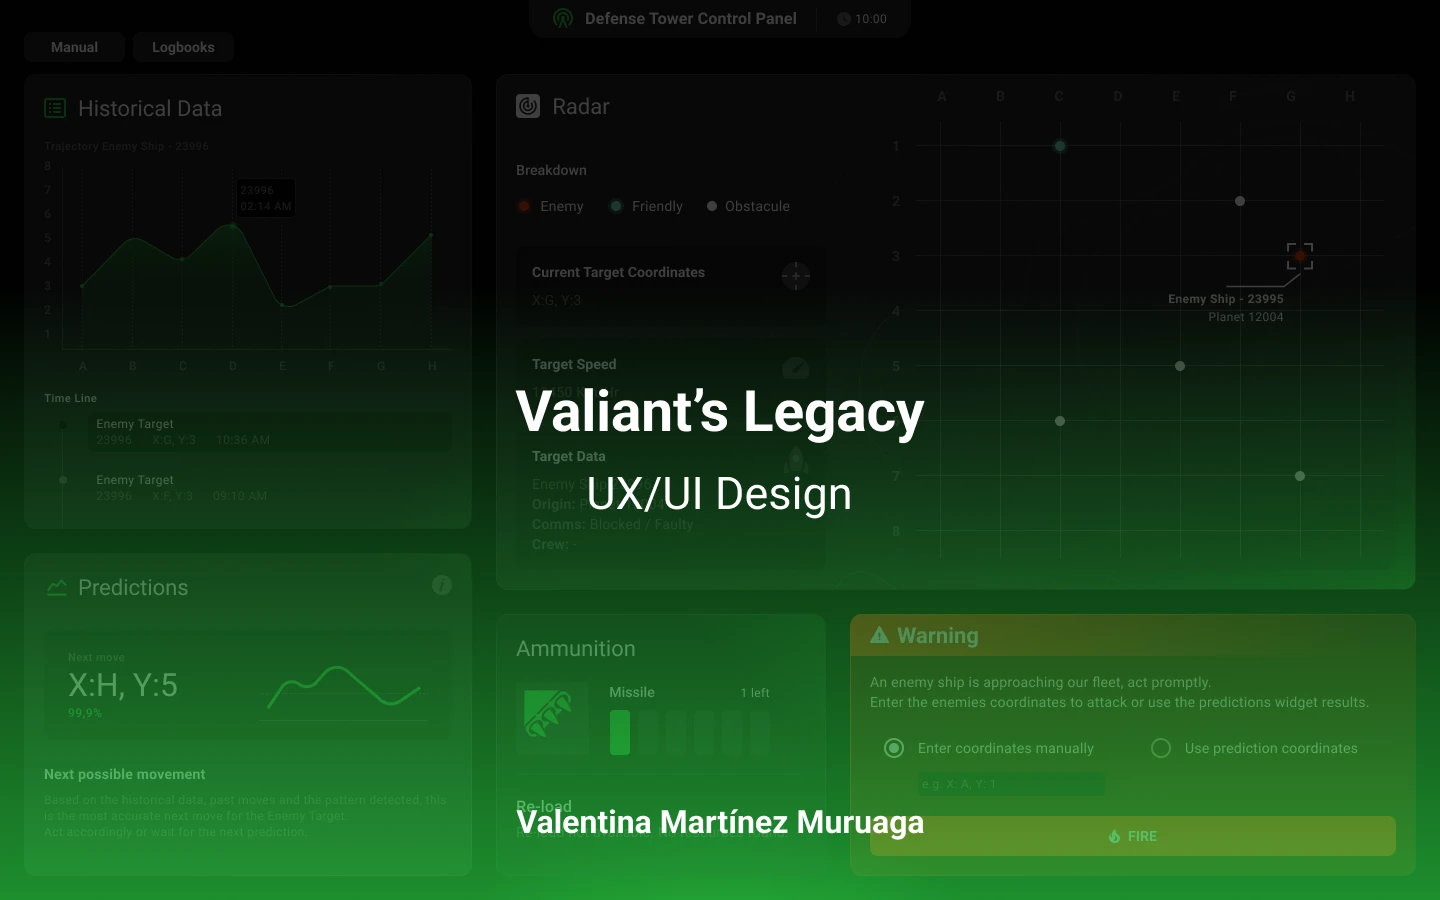 Defense Tower Control Panel
10:00
Manual
Logbooks
Historical Data
Trajectory Enemy Ship - 23996
8
7
6
5
4
3
2
1
23996
02:14 AM
A B C D E F G H
Time Line
Enemy Target
23996 X:G, Y:3 10:36 AM
Enemy Target
23996 X:F, Y:3 09:10 AM
Radar
Breakdown
Enemy Friendly Obstacule
Current Target Coordinates
X:G, Y:3
Target Speed
Target Data
Enemy
Origin:
Comms: Blocked / Faulty
Crew: -
A B C D E F G H
1
2
3
4
5
7
8
Enemy Ship - 23995
Planet 12004
Valiant’s Legacy
UX/UI Design
Predictions
Next move
X:H, Y:5
99,9%
Next possible movement
Based on the historical data, past moves and the pattern detected, this
is the most accurate next move for the Enemy Target.
Act accordingly or wait for the next prediction.
Ammunition
Missile 1 left
Re-load
Valentina Martínez Muruaga
Warning
An enemy ship is approaching our fleet, act promptly.
Enter the enemies coordinates to attack or use the predictions widget results.
Enter coordinates manually
Use prediction coordinates
e.g. X: A, Y: 1
FIRE